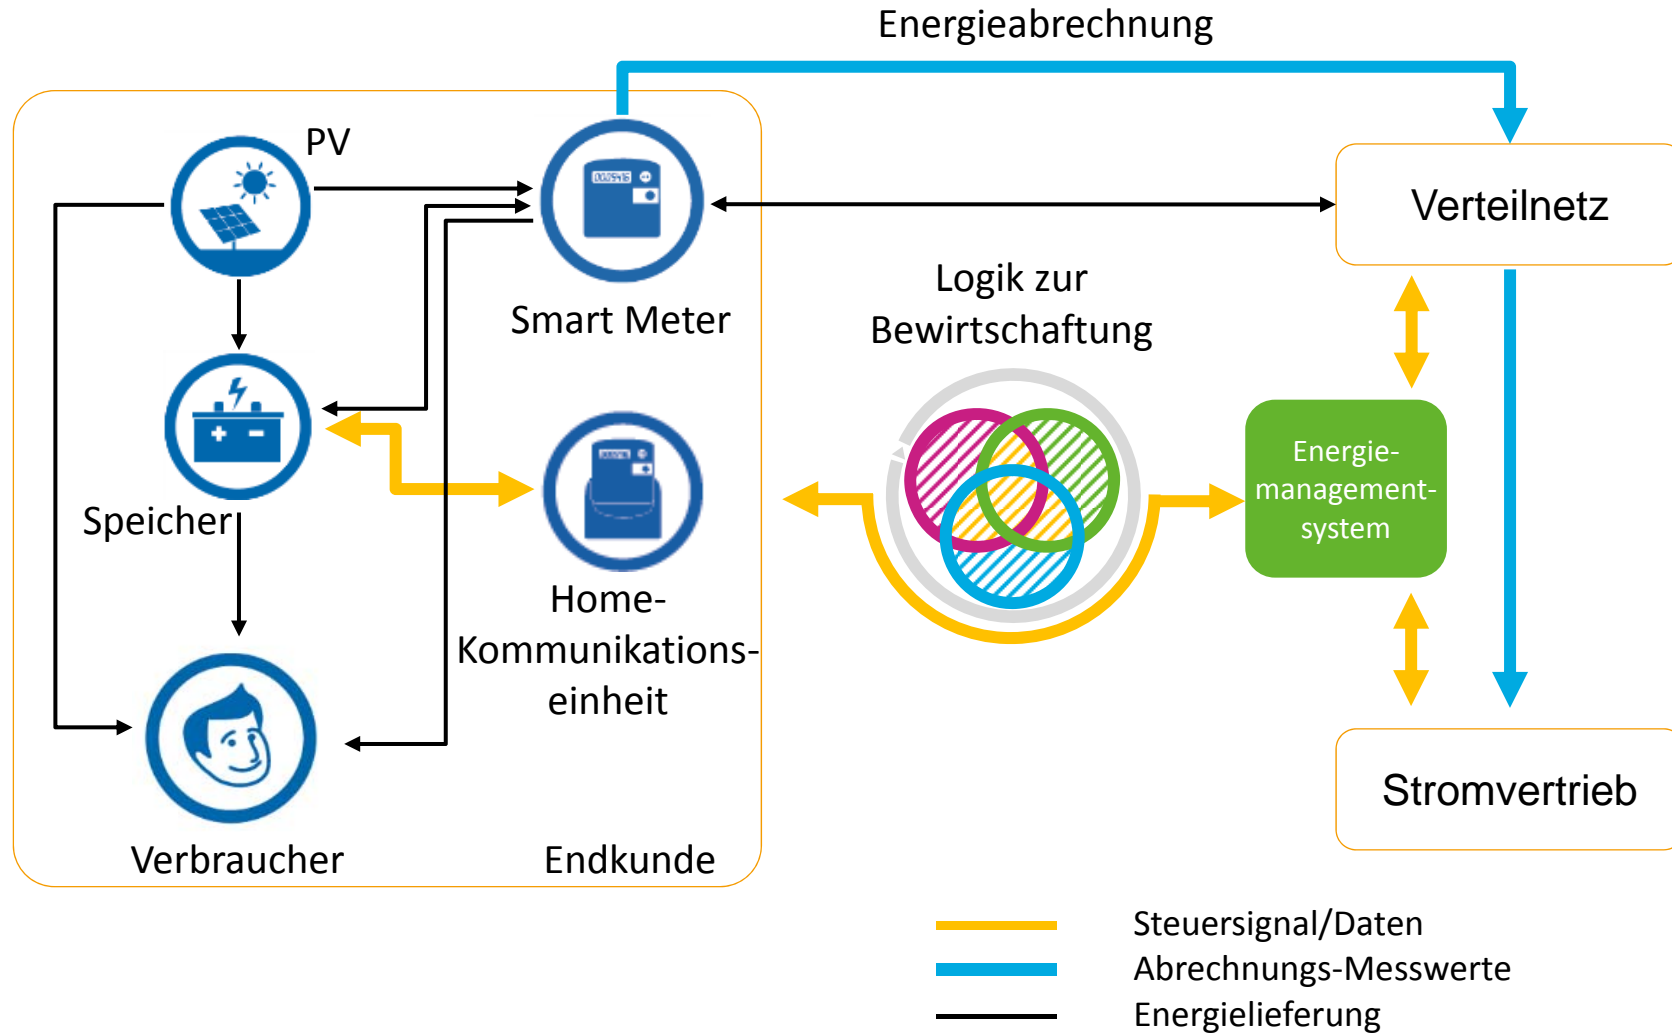 Energieabrechnung
PV
Smart Meter
Verteilnetz
Logik zur
Bewirtschaftung
Speicher
Energie-
management-
system
Home-
Kommunikations-
einheit
Stromvertrieb
Verbraucher
Endkunde
Steuersignal/Daten
Abrechnungs-Messwerte
Energielieferung